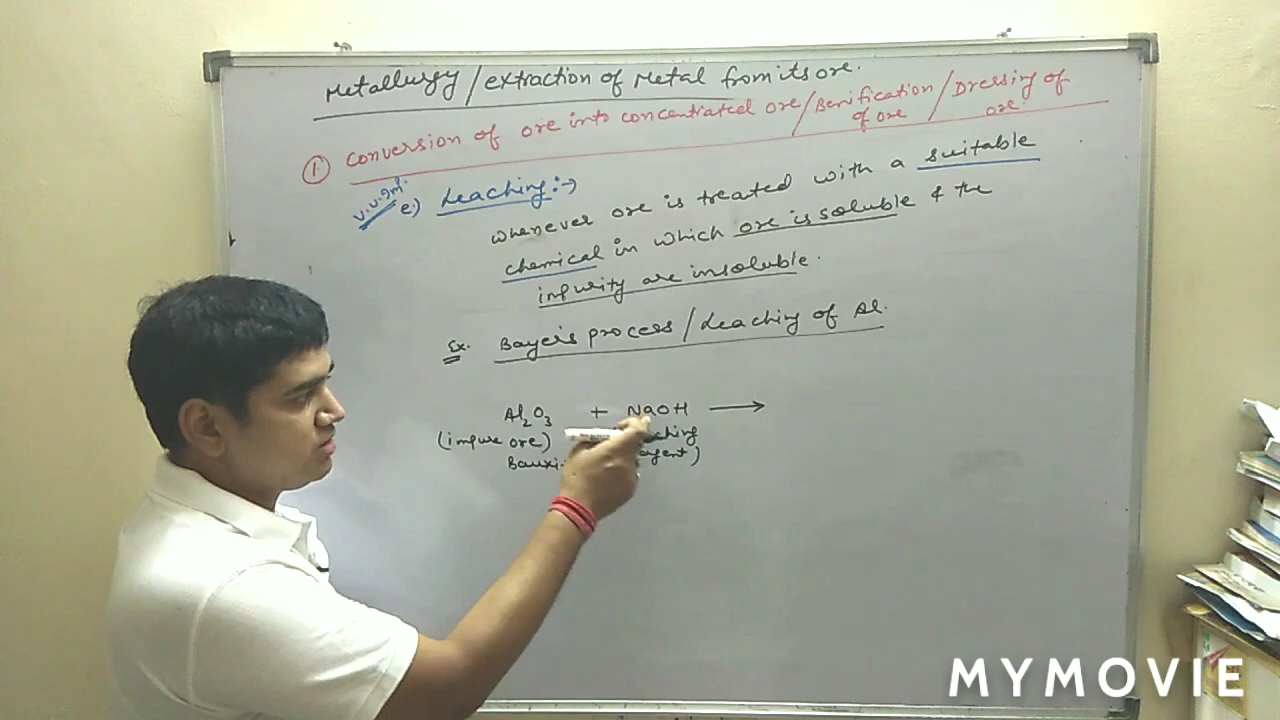 Metallurgy/extraction of Metal from its ore.
① Conversion of ore into concentrated ore/Benification of ore/Dressing of ore.
v.v.Imp. e) Leaching:→
Whenever ore is treated with a suitable
chemical in which ore is soluble & the
impurity are insoluble.
Ex. Bayer's process/Leaching of Al.
Al2O3 + NaOH ⟶
(impure ore)
agent)
MYMOVIE